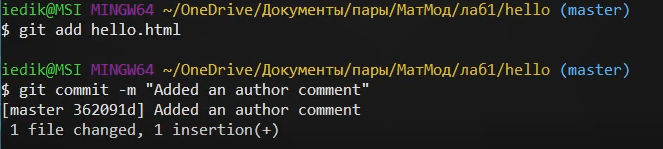 iedik@MSI MINGW64 ~/OneDrive/Документы/пары/МатМод/лаб1/hello (master)
$ git add hello.html
iedik@MSI MINGW64 ~/OneDrive/Документы/пары/МатМод/лаб1/hello (master)
$ git commit -m "Added an author comment"
[master 362091d] Added an author comment
 1 file changed, 1 insertion(+)